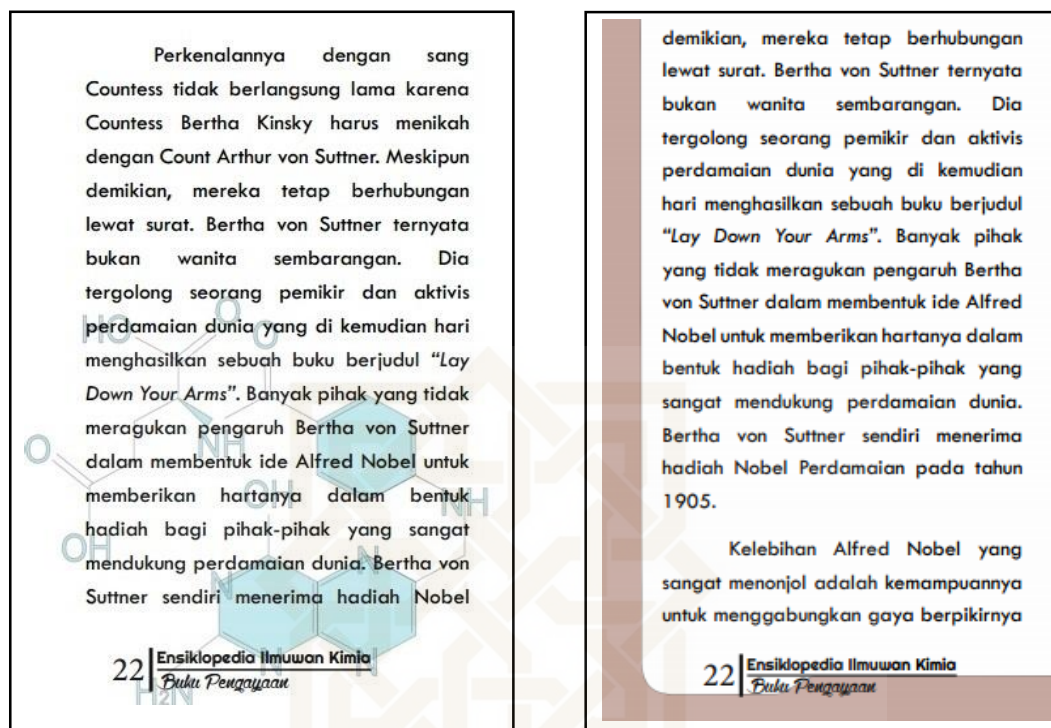 Perkenalannya dengan sang
Countess tidak berlangsung lama karena
Countess Bertha Kinsky harus menikah
dengan Count Arthur von Suttner. Meskipun
demikian, mereka tetap berhubungan
lewat surat. Bertha von Suttner ternyata
bukan wanita sembarangan. Dia
tergolong seorang pemikir dan aktivis
perdamaian dunia yang di kemudian hari
menghasilkan sebuah buku berjudul “Lay
Down Your Arms”. Banyak pihak yang tidak
meragukan pengaruh Bertha von Suttner
dalam membentuk ide Alfred Nobel untuk
memberikan hartanya dalam bentuk
hadiah bagi pihak-pihak yang sangat
mendukung perdamaian dunia. Bertha von
Suttner sendiri menerima hadiah Nobel
22
Ensiklopedia Ilmuwan Kimia
Buku Pengayaan
HO
O
O
O
NH
OH
NH
OH
N
N
N
N
H
H2N
demikian, mereka tetap berhubungan
lewat surat. Bertha von Suttner ternyata
bukan wanita sembarangan. Dia
tergolong seorang pemikir dan aktivis
perdamaian dunia yang di kemudian
hari menghasilkan sebuah buku berjudul
“Lay Down Your Arms”. Banyak pihak
yang tidak meragukan pengaruh Bertha
von Suttner dalam membentuk ide Alfred
Nobel untuk memberikan hartanya dalam
bentuk hadiah bagi pihak-pihak yang
sangat mendukung perdamaian dunia.
Bertha von Suttner sendiri menerima
hadiah Nobel Perdamaian pada tahun
1905.
Kelebihan Alfred Nobel yang
sangat menonjol adalah kemampuannya
untuk menggabungkan gaya berpikirnya
22
Ensiklopedia Ilmuwan Kimia
Buku Pengayaan